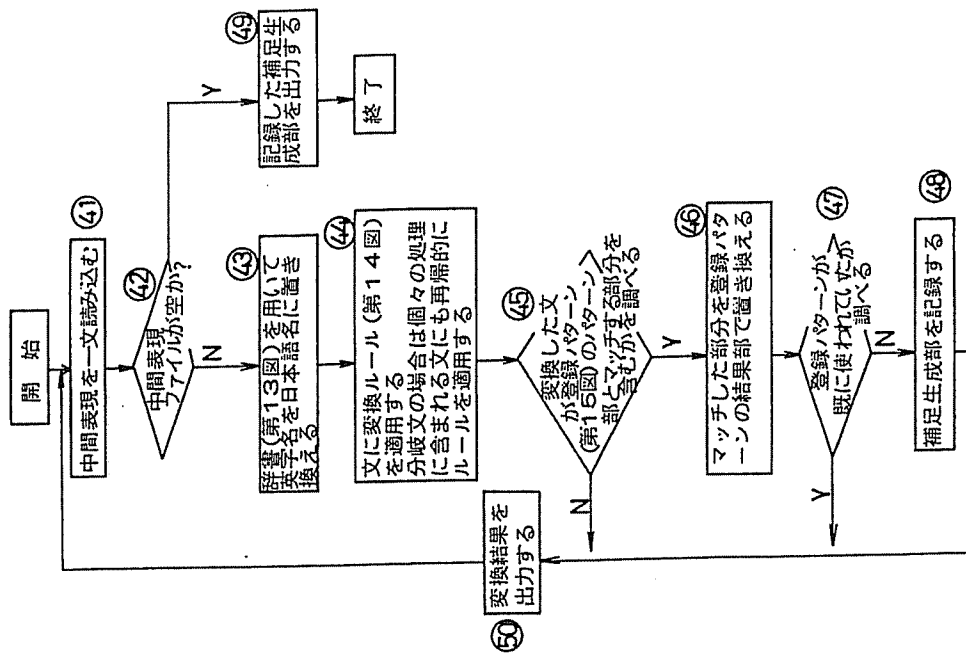 開始
中間表現を一文読み込む
㊶
中間表現
ファイルが空か?
㊷
Y
N
記録した補足生
成部を出力する
㊾
終了
辞書(第13図)を用いて
英字名を日本語名に置き
換える
㊸
文に変換ルール(第14図)
を適用する
分岐文の場合は個々の処理
に含まれる文にも再帰的に
ルールを適用する
㊹
変換した文
が登録パターン
(第15図)のパターン
部とマッチする部分を
含むかを調べる
㊺
N
Y
マッチした部分を登録パタ
ーンの結果部で置き換える
㊻
登録パターンが
既に使われていたか
調べる
㊼
Y
N
補足生成部を記録する
㊽
変換結果を
出力する
㊿